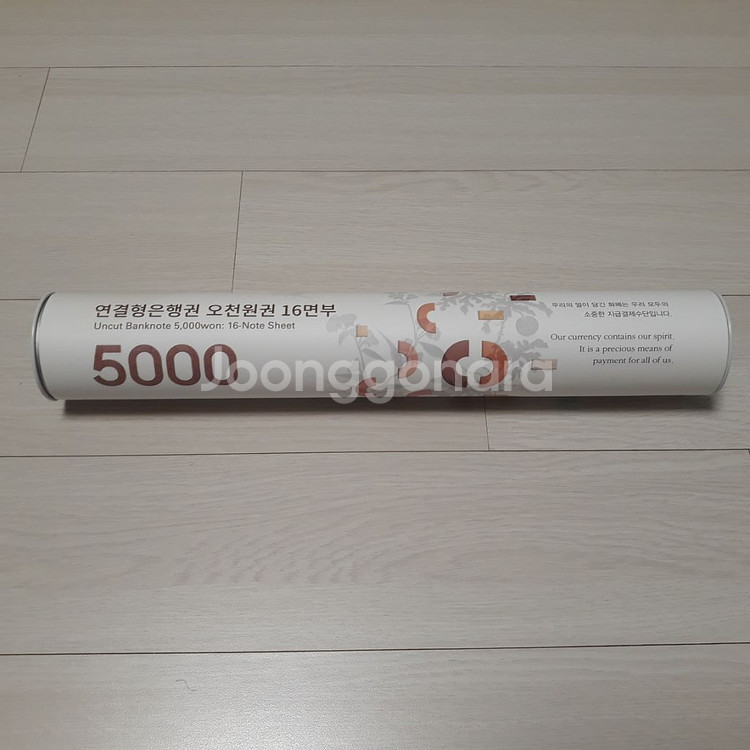 연결형은행권 오천원권 16면부
Uncut Banknote 5,000won: 16-Note Sheet
5000
우리의 얼이 담긴 화폐는 우리 모두의
소중한 지급결제수단입니다.
Our currency contains our spirit.
It is a precious means of
payment for all of us.
Joonggonara